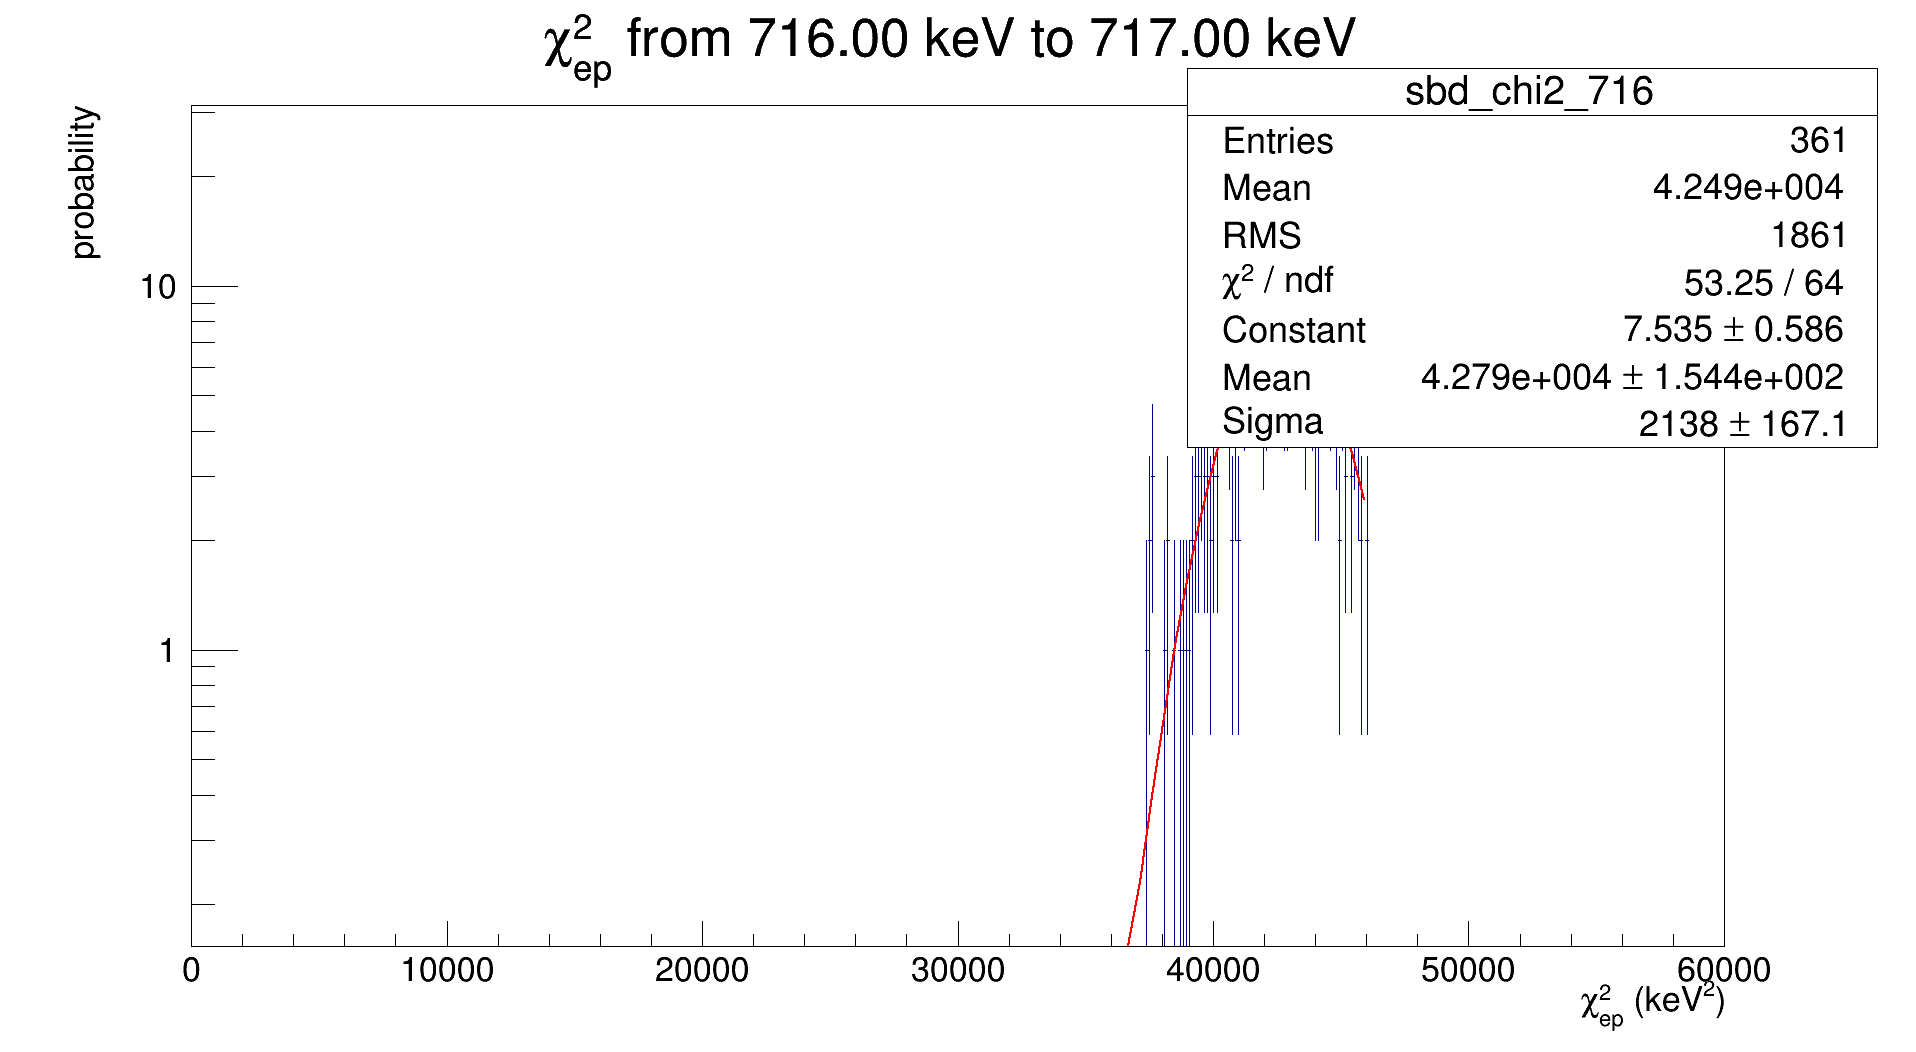 χ²ep from 716.00 keV to 717.00 keV
sbd_chi2_716
Entries 361
Mean 4.249e+004
RMS 1861
χ² / ndf 53.25 / 64
Constant 7.535 ± 0.586
Mean 4.279e+004 ± 1.544e+002
Sigma 2138 ± 167.1
probability
10
1
0 10000 20000 30000 40000 50000 60000
χ²ep (keV²)